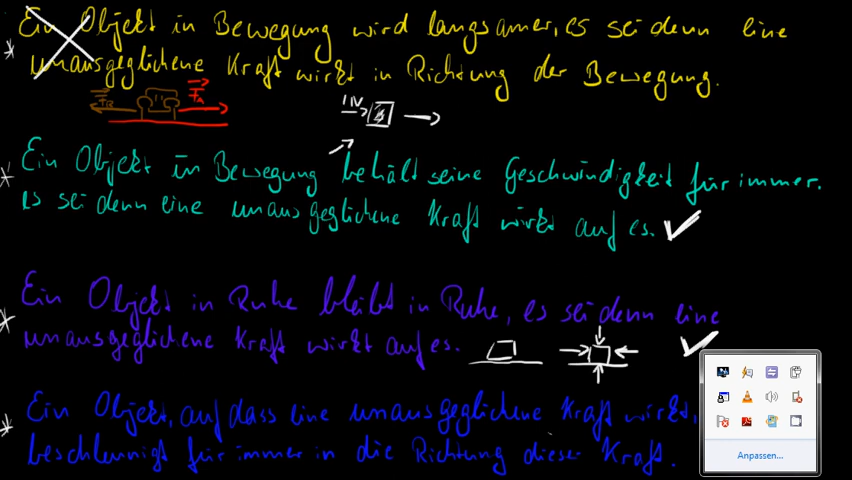 * Ein Objekt in Bewegung wird langsamer, es sei denn eine
unausgeglichene Kraft wirkt in Richtung der Bewegung.
F_R F_A 1N
* Ein Objekt in Bewegung behält seine Geschwindigkeit für immer.
es sei denn eine unausgeglichene Kraft wirkt auf es. ✓
* Ein Objekt in Ruhe bleibt in Ruhe, es sei denn eine
unausgeglichene Kraft wirkt auf es. ✓
* Ein Objekt, auf dass eine unausgeglichene Kraft wirkt,
beschleunigt für immer in die Richtung dieser Kraft.
Anpassen...